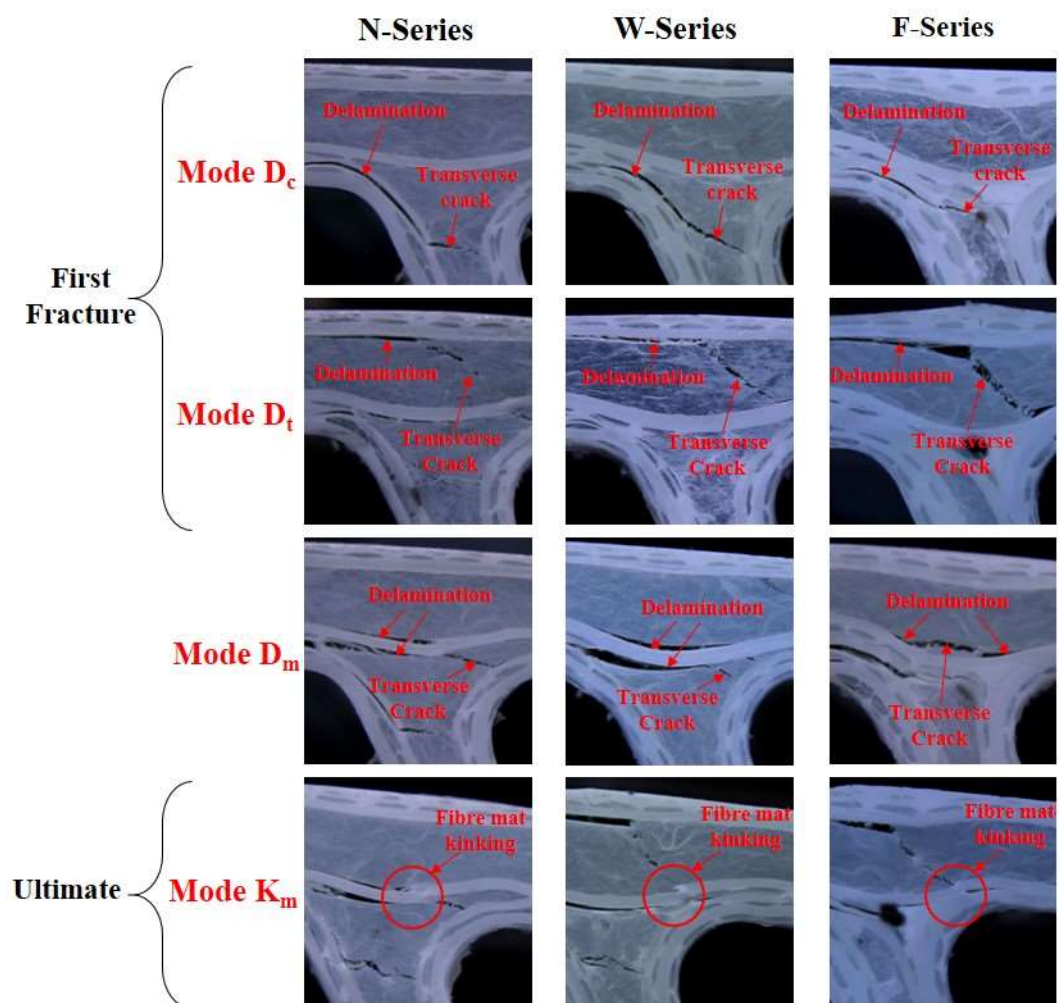 N-Series
W-Series
F-Series
First
Fracture
Mode Dc
Delamination
Transverse
crack
Delamination
Transverse
crack
Delamination
Transverse
crack
Mode Dt
Delamination
Transverse
Crack
Delamination
Transverse
Crack
Delamination
Transverse
Crack
Mode Dm
Delamination
Transverse
Crack
Delamination
Transverse
Crack
Delamination
Transverse
Crack
Ultimate
Mode Km
Fibre mat
kinking
Fibre mat
kinking
Fibre mat
kinking